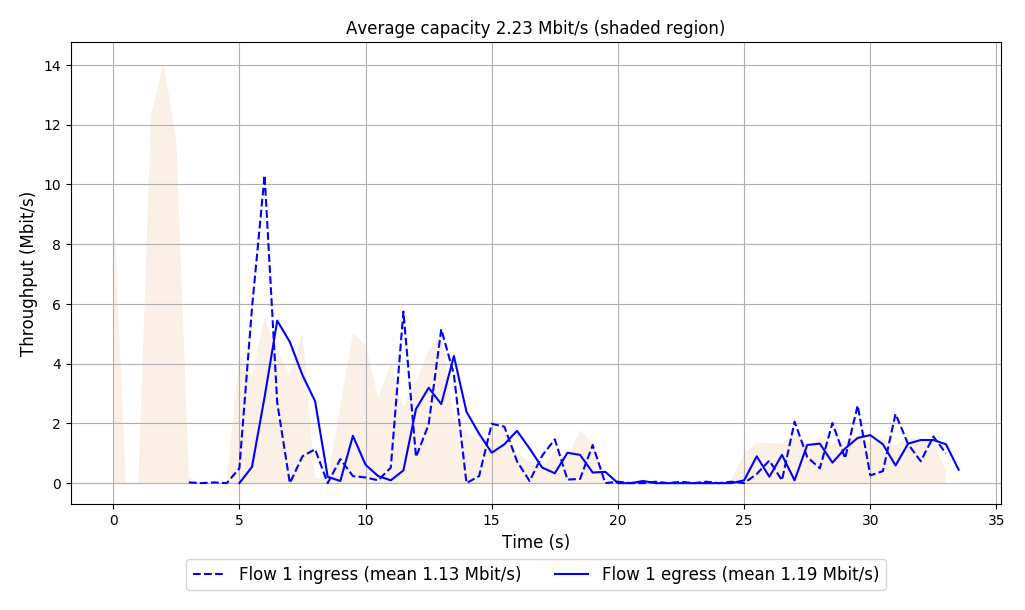 Average capacity 2.23 Mbit/s (shaded region)
14
12
10
8
6
4
2
0
Throughput (Mbit/s)
0 5 10 15 20 25 30 35
Time (s)
Flow 1 ingress (mean 1.13 Mbit/s) Flow 1 egress (mean 1.19 Mbit/s)